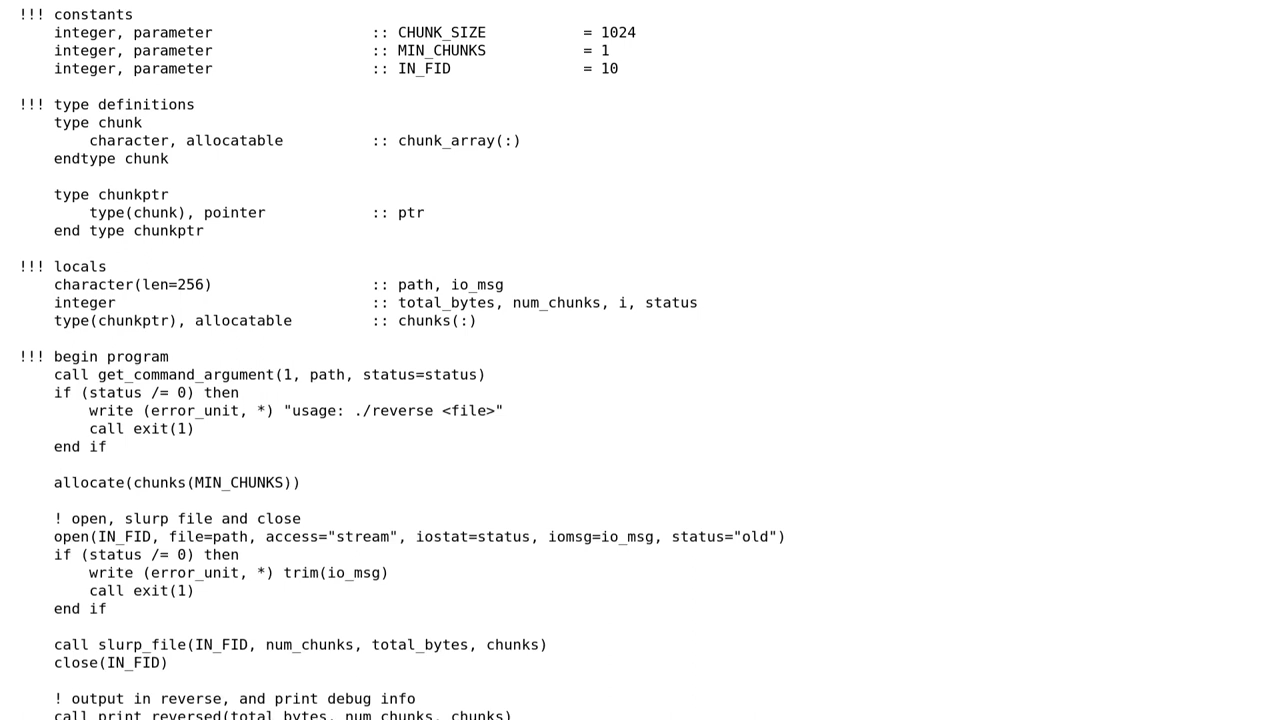 !!! constants
    integer, parameter                  :: CHUNK_SIZE           = 1024
    integer, parameter                  :: MIN_CHUNKS           = 1
    integer, parameter                  :: IN_FID               = 10

!!! type definitions
    type chunk
        character, allocatable          :: chunk_array(:)
    endtype chunk

    type chunkptr
        type(chunk), pointer            :: ptr
    end type chunkptr

!!! locals
    character(len=256)                  :: path, io_msg
    integer                             :: total_bytes, num_chunks, i, status
    type(chunkptr), allocatable         :: chunks(:)

!!! begin program
    call get_command_argument(1, path, status=status)
    if (status /= 0) then
        write (error_unit, *) "usage: ./reverse <file>"
        call exit(1)
    end if

    allocate(chunks(MIN_CHUNKS))

    ! open, slurp file and close
    open(IN_FID, file=path, access="stream", iostat=status, iomsg=io_msg, status="old")
    if (status /= 0) then
        write (error_unit, *) trim(io_msg)
        call exit(1)
    end if

    call slurp_file(IN_FID, num_chunks, total_bytes, chunks)
    close(IN_FID)

    ! output in reverse, and print debug info
    call print_reversed(total_bytes, num_chunks, chunks)